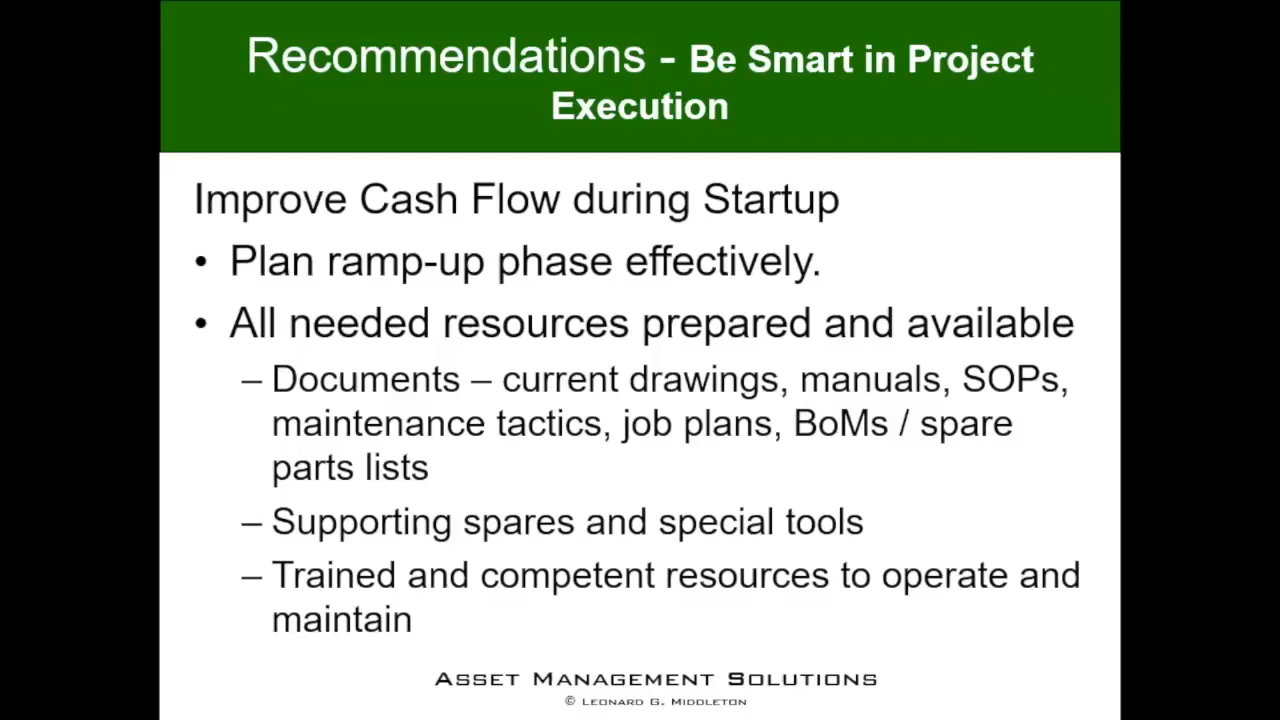 Recommendations - Be Smart in Project
Execution
Improve Cash Flow during Startup
• Plan ramp-up phase effectively.
• All needed resources prepared and available
– Documents – current drawings, manuals, SOPs,
maintenance tactics, job plans, BoMs / spare
parts lists
– Supporting spares and special tools
– Trained and competent resources to operate and
maintain
Asset Management Solutions
© Leonard G. Middleton